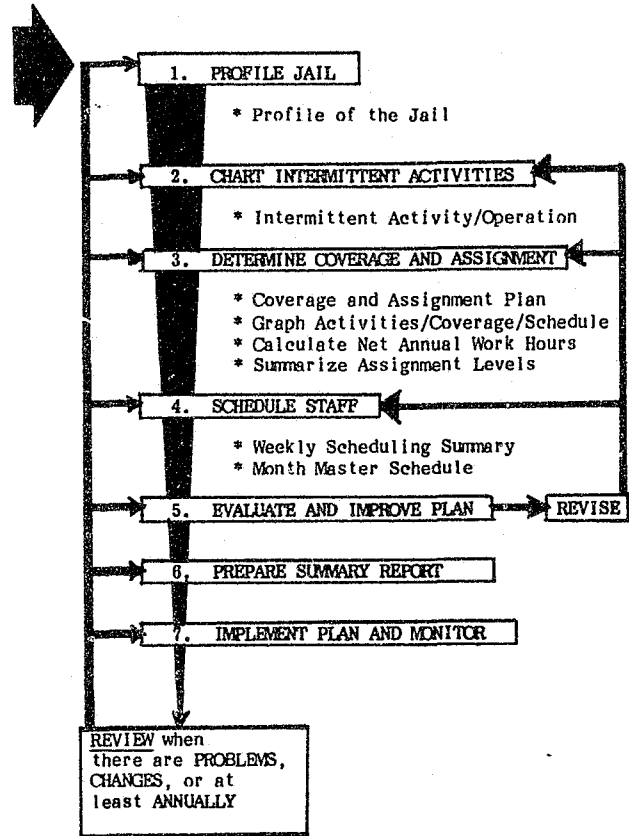 1. PROFILE JAIL
* Profile of the Jail
2. CHART INTERMITTENT ACTIVITIES
* Intermittent Activity/Operation
3. DETERMINE COVERAGE AND ASSIGNMENT
* Coverage and Assignment Plan
* Graph Activities/Coverage/Schedule
* Calculate Net Annual Work Hours
* Summarize Assignment Levels
4. SCHEDULE STAFF
* Weekly Scheduling Summary
* Month Master Schedule
5. EVALUATE AND IMPROVE PLAN
REVISE
6. PREPARE SUMMARY REPORT
7. IMPLEMENT PLAN AND MONITOR
REVIEW when
there are PROBLEMS,
CHANGES, or at
least ANNUALLY